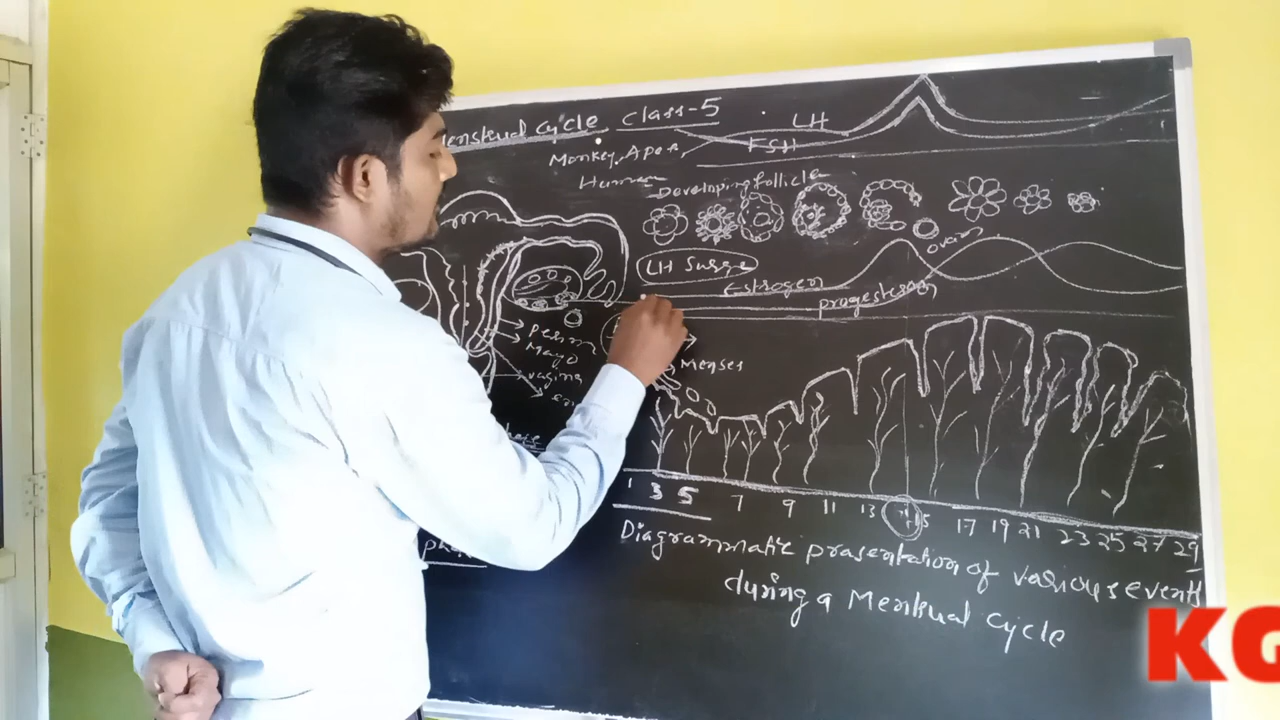 Menstrual Cycle Class-5
LH
FSH
Monkey, Apes,
Human
Developing follicle
ovum
LH Surge
Estrogen
progesteron
Menses
vagina
1 3 5 7 9 11 13 15 17 19 21 23 25 27 29
Diagrammatic prasentation of various events
during a Menstrual Cycle
KG